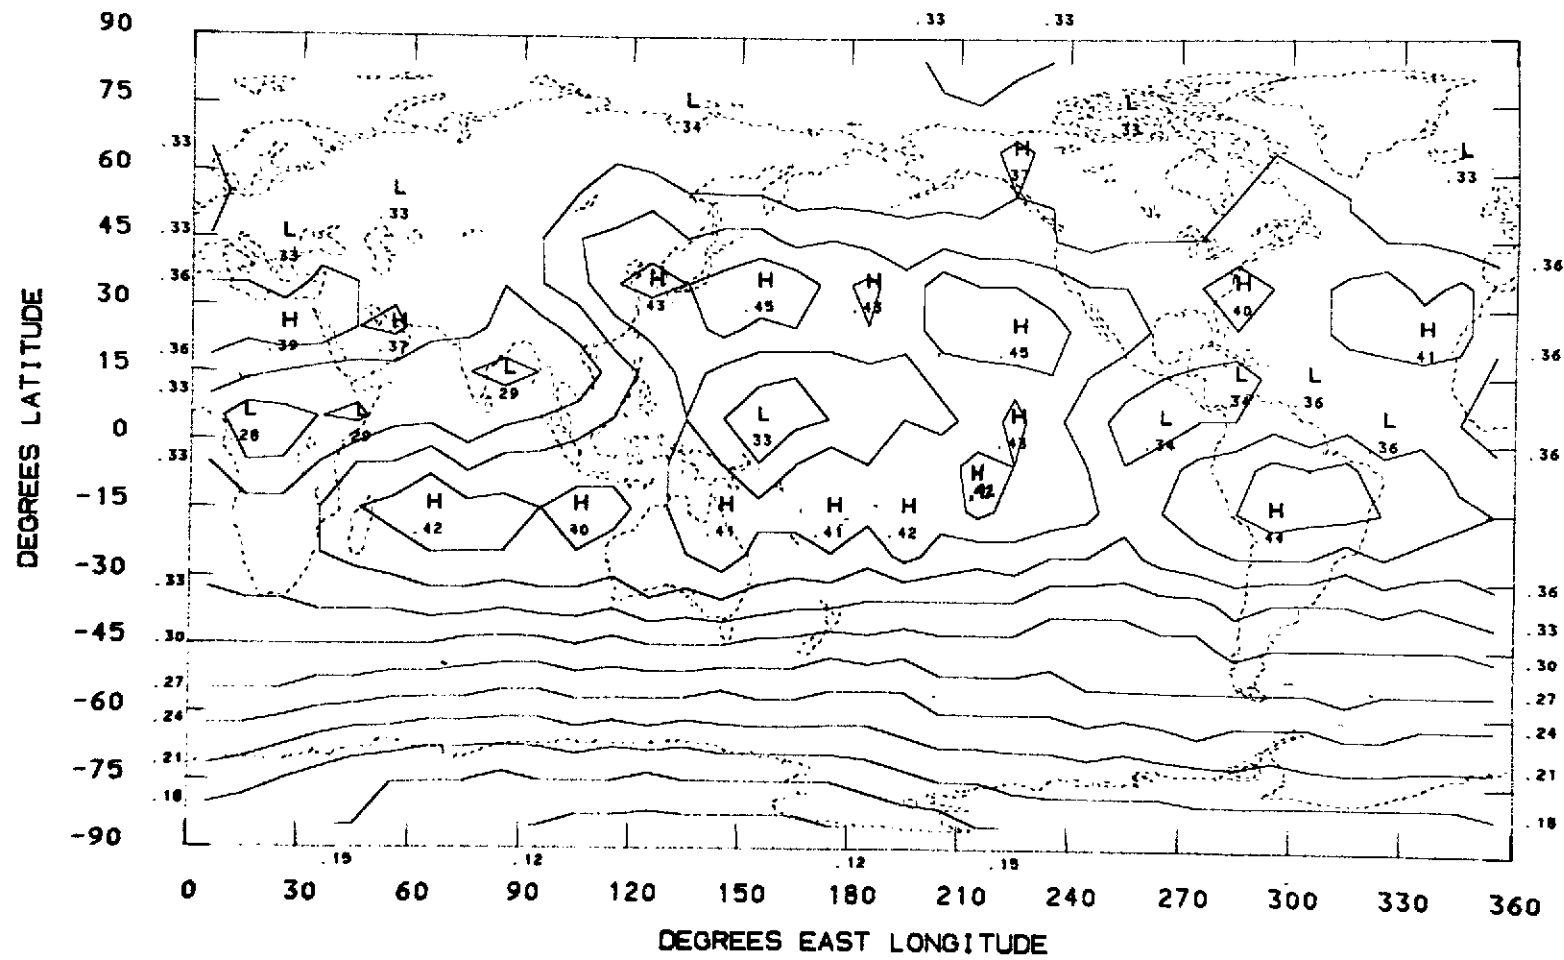 90 .33 .33
75 L .34 L 33
60 .33 H 37 L .33
45 .33 L 33 L 33
30 .36 H 43 H .45 H .43 H 40 .36
15 .36 H 39 H 37 H .45 H .41 .36
0 .33 L .29 L 34 L 36
L .28 L .29 L .33 H 43 L .34 L 36
-15 .33 H .42 .36
H .42 H .40 H .41 H .41 H .42 H .44
-30 .33 .36
-45 .30 .33
.30
-60 .27 .27
.24 .24
-75 .21 .21
.18 .18
-90 .15 .12 .12 .15
0 30 60 90 120 150 180 210 240 270 300 330 360
DEGREES EAST LONGITUDE
DEGREES LATITUDE